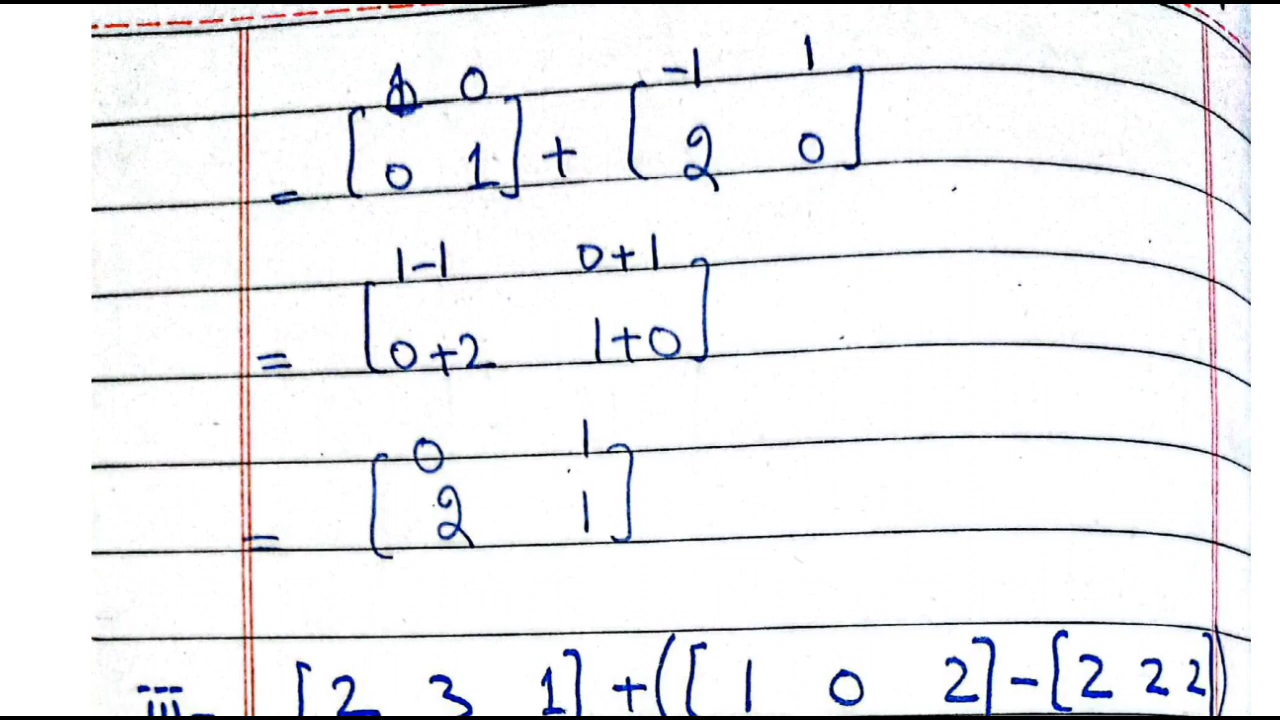 1 0 -1 1
= [ 0 1 ] + [ 2 0 ]
1-1 0+1
= [ 0+2 1+0 ]
0 1
= [ 2 1 ]
iii- [2 3 1] + ([ 1 0 2] - [2 2 2])